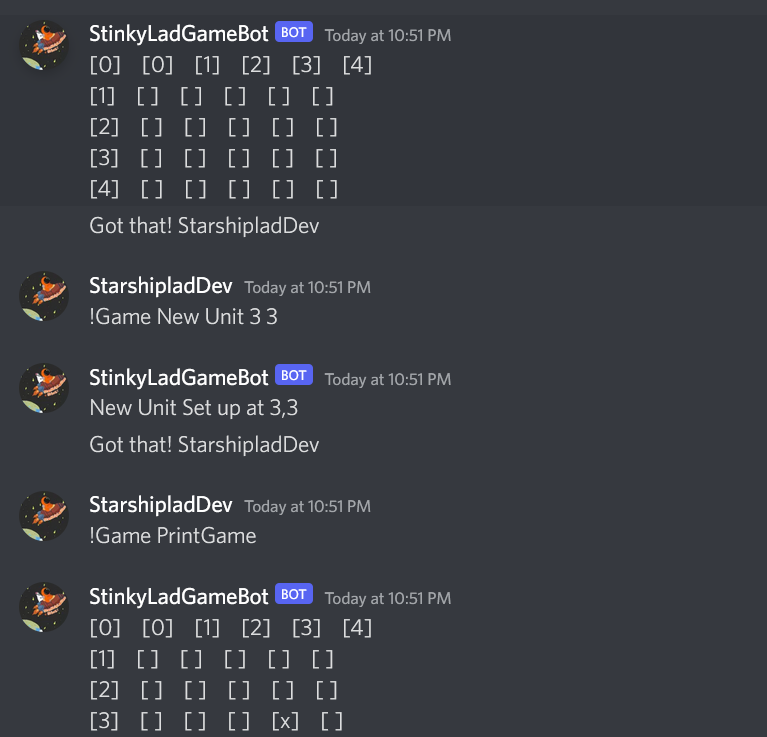 StinkyLadGameBot BOT Today at 10:51 PM
[0] [0] [1] [2] [3] [4]
[1] [ ] [ ] [ ] [ ] [ ]
[2] [ ] [ ] [ ] [ ] [ ]
[3] [ ] [ ] [ ] [ ] [ ]
[4] [ ] [ ] [ ] [ ] [ ]
Got that! StarshipladDev
StarshipladDev Today at 10:51 PM
!Game New Unit 3 3
StinkyLadGameBot BOT Today at 10:51 PM
New Unit Set up at 3,3
Got that! StarshipladDev
StarshipladDev Today at 10:51 PM
!Game PrintGame
StinkyLadGameBot BOT Today at 10:51 PM
[0] [0] [1] [2] [3] [4]
[1] [ ] [ ] [ ] [ ] [ ]
[2] [ ] [ ] [ ] [ ] [ ]
[3] [ ] [ ] [ ] [x] [ ]